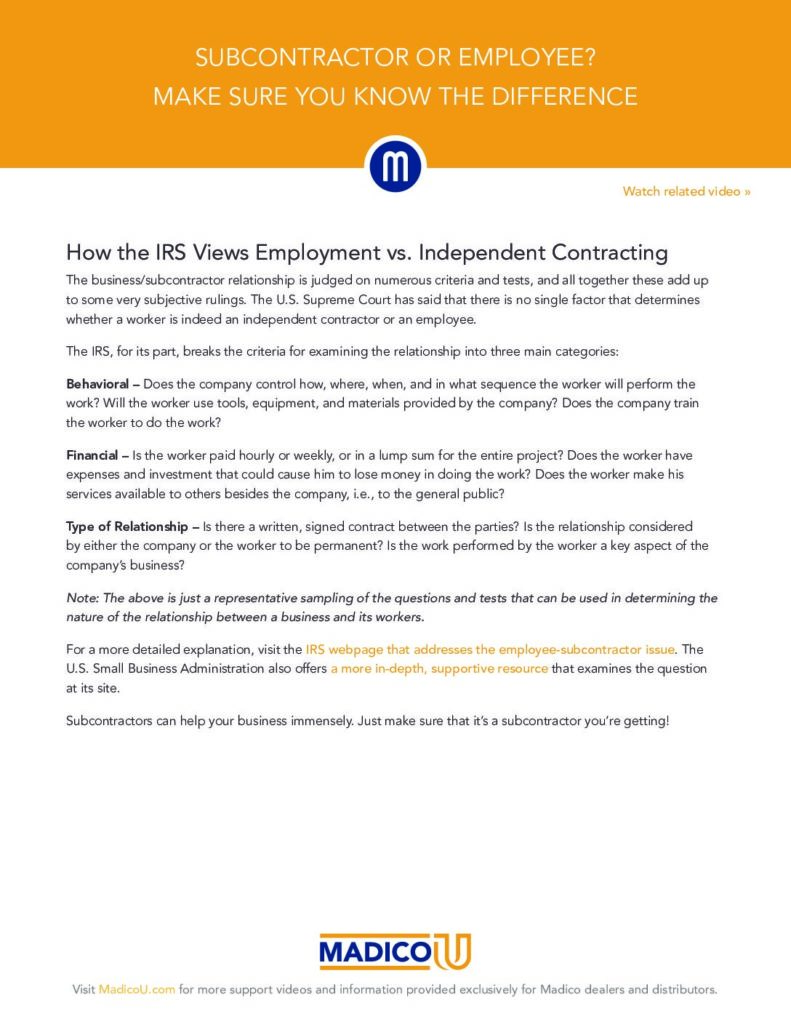 SUBCONTRACTOR OR EMPLOYEE?
MAKE SURE YOU KNOW THE DIFFERENCE
m
Watch related video »
How the IRS Views Employment vs. Independent Contracting
The business/subcontractor relationship is judged on numerous criteria and tests, and all together these add up
to some very subjective rulings. The U.S. Supreme Court has said that there is no single factor that determines
whether a worker is indeed an independent contractor or an employee.
The IRS, for its part, breaks the criteria for examining the relationship into three main categories:
Behavioral – Does the company control how, where, when, and in what sequence the worker will perform the
work? Will the worker use tools, equipment, and materials provided by the company? Does the company train
the worker to do the work?
Financial – Is the worker paid hourly or weekly, or in a lump sum for the entire project? Does the worker have
expenses and investment that could cause him to lose money in doing the work? Does the worker make his
services available to others besides the company, i.e., to the general public?
Type of Relationship – Is there a written, signed contract between the parties? Is the relationship considered
by either the company or the worker to be permanent? Is the work performed by the worker a key aspect of the
company's business?
Note: The above is just a representative sampling of the questions and tests that can be used in determining the
nature of the relationship between a business and its workers.
For a more detailed explanation, visit the IRS webpage that addresses the employee-subcontractor issue. The
U.S. Small Business Administration also offers a more in-depth, supportive resource that examines the question
at its site.
Subcontractors can help your business immensely. Just make sure that it's a subcontractor you're getting!
MADICO U
Visit MadicoU.com for more support videos and information provided exclusively for Madico dealers and distributors.